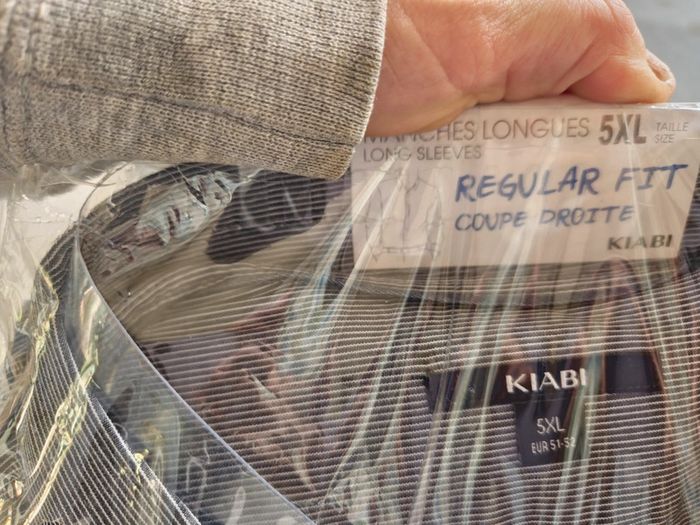 MANCHES LONGUES 5XL TAILLE
LONG SLEEVES SIZE
REGULAR FIT
COUPE DROITE
KIABI
KIABI
5XL
EUR 51-52